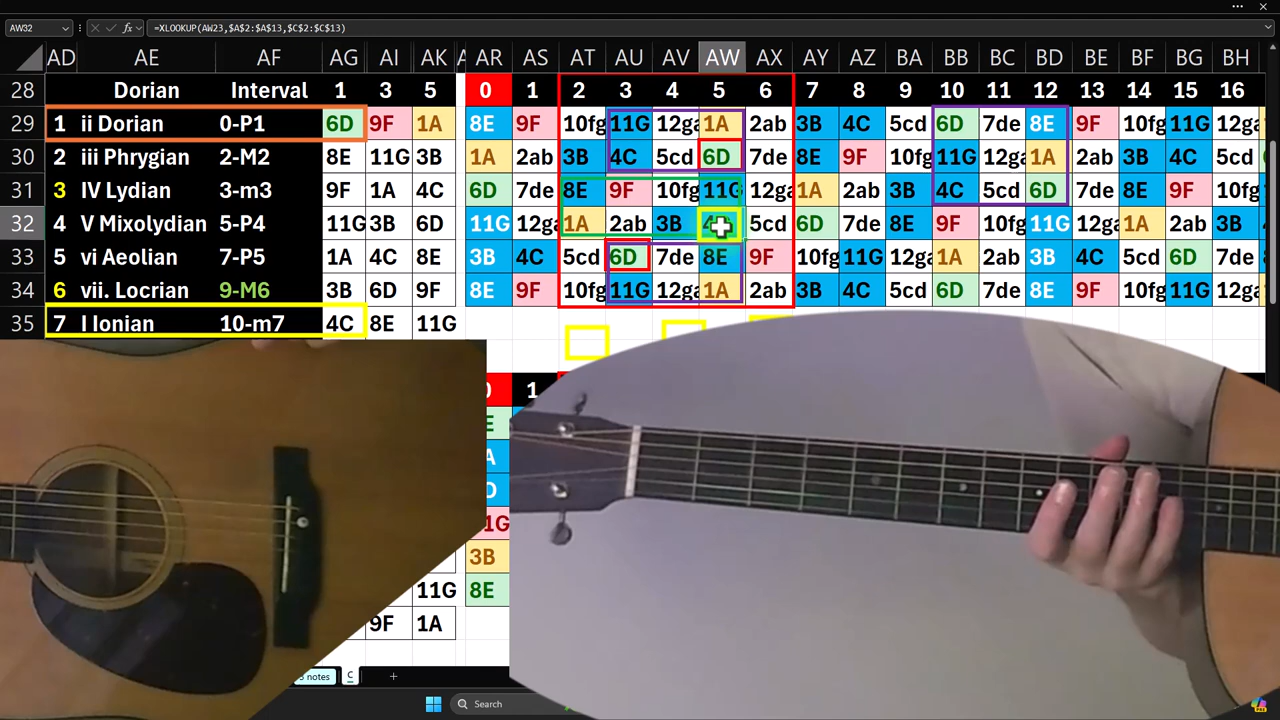 AW32 fx =XLOOKUP(AW23,$A$2:$A$13,$C$2:$C$13)
AD AE AF AG AI AK AR AS AT AU AV AW AX AY AZ BA BB BC BD BE BF BG BH
28 Dorian Interval 1 3 5 0 1 2 3 4 5 6 7 8 9 10 11 12 13 14 15 16
29 1 ii Dorian 0-P1 6D 9F 1A 8E 9F 10fg 11G 12ga 1A 2ab 3B 4C 5cd 6D 7de 8E 9F 10fg 11G 12ga
30 2 iii Phrygian 2-M2 8E 11G 3B 1A 2ab 3B 4C 5cd 6D 7de 8E 9F 10fg 11G 12ga 1A 2ab 3B 4C 5cd
31 3 IV Lydian 3-m3 9F 1A 4C 6D 7de 8E 9F 10fg 11G 12ga 1A 2ab 3B 4C 5cd 6D 7de 8E 9F 10fg
32 4 V Mixolydian 5-P4 11G 3B 6D 11G 12ga 1A 2ab 3B 5cd 6D 7de 8E 9F 10fg 11G 12ga 1A 2ab 3B
33 5 vi Aeolian 7-P5 1A 4C 8E 3B 4C 5cd 6D 7de 8E 9F 10fg 11G 12ga 1A 2ab 3B 4C 5cd 6D 7de
34 6 vii. Locrian 9-M6 3B 6D 9F 8E 9F 10fg 11G 12ga 1A 2ab 3B 4C 5cd 6D 7de 8E 9F 10fg 11G 12ga
35 7 I Ionian 10-m7 4C 8E 11G
1
3B
11G 8E
9F 1A
5 notes C +
Search